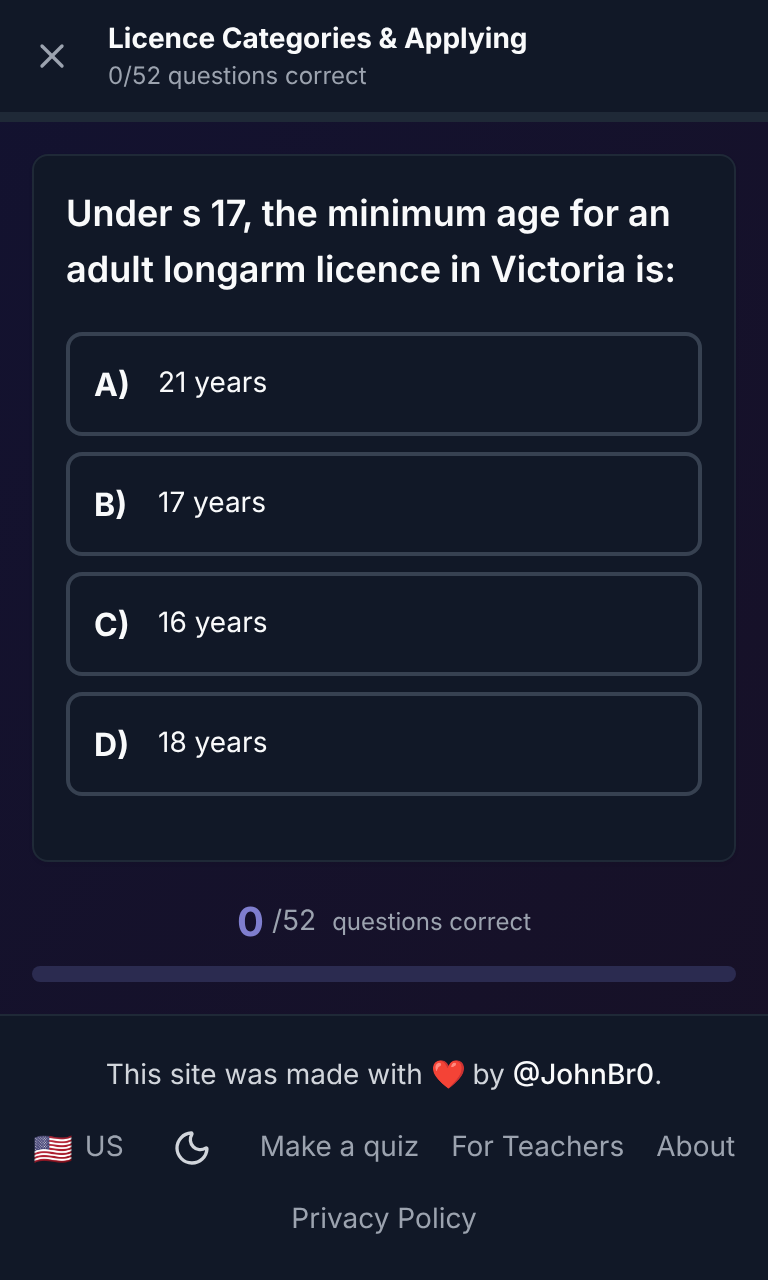 Licence Categories & Applying
0/52 questions correct
Under s 17, the minimum age for an
adult longarm licence in Victoria is:
A) 21 years
B) 17 years
C) 16 years
D) 18 years
0 /52 questions correct
This site was made with ❤️ by @JohnBr0.
🇺🇸 US Make a quiz For Teachers About
Privacy Policy